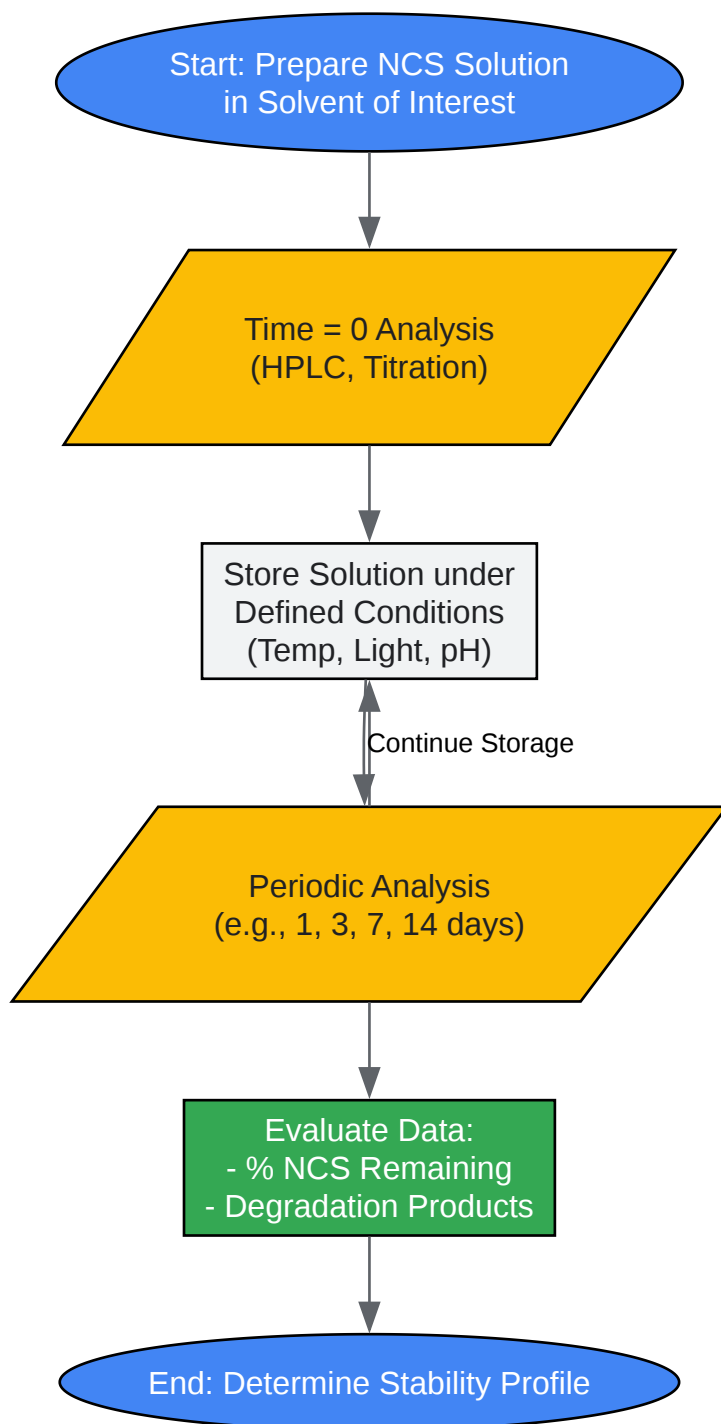 Start: Prepare NCS Solution
in Solvent of Interest
Time = 0 Analysis
(HPLC, Titration)
Store Solution under
Defined Conditions
(Temp, Light, pH)
Continue Storage
Periodic Analysis
(e.g., 1, 3, 7, 14 days)
Evaluate Data:
- % NCS Remaining
- Degradation Products
End: Determine Stability Profile